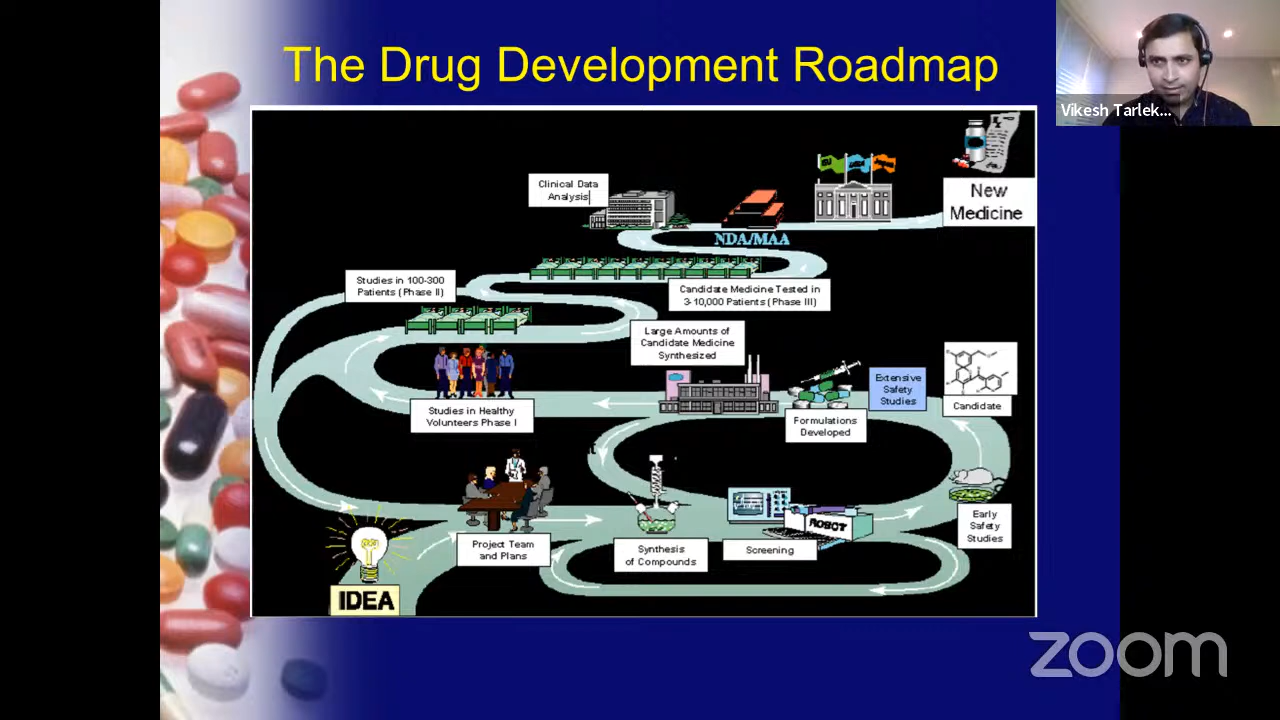 The Drug Development Roadmap
Vikesh Tarlek...
New
Medicine
Clinical Data
Analysis
NDA/MAA
Studies in 100-300
Patients (Phase II)
Candidate Medicine Tested in
3-10,000 Patients (Phase III)
Large Amounts of
Candidate Medicine
Synthesized
Extensive
Safety
Studies
Candidate
Studies in Healthy
Volunteers Phase I
Formulations
Developed
ROBOT
Early
Safety
Studies
Project Team
and Plans
Synthesis
of Compounds
Screening
IDEA
zoom